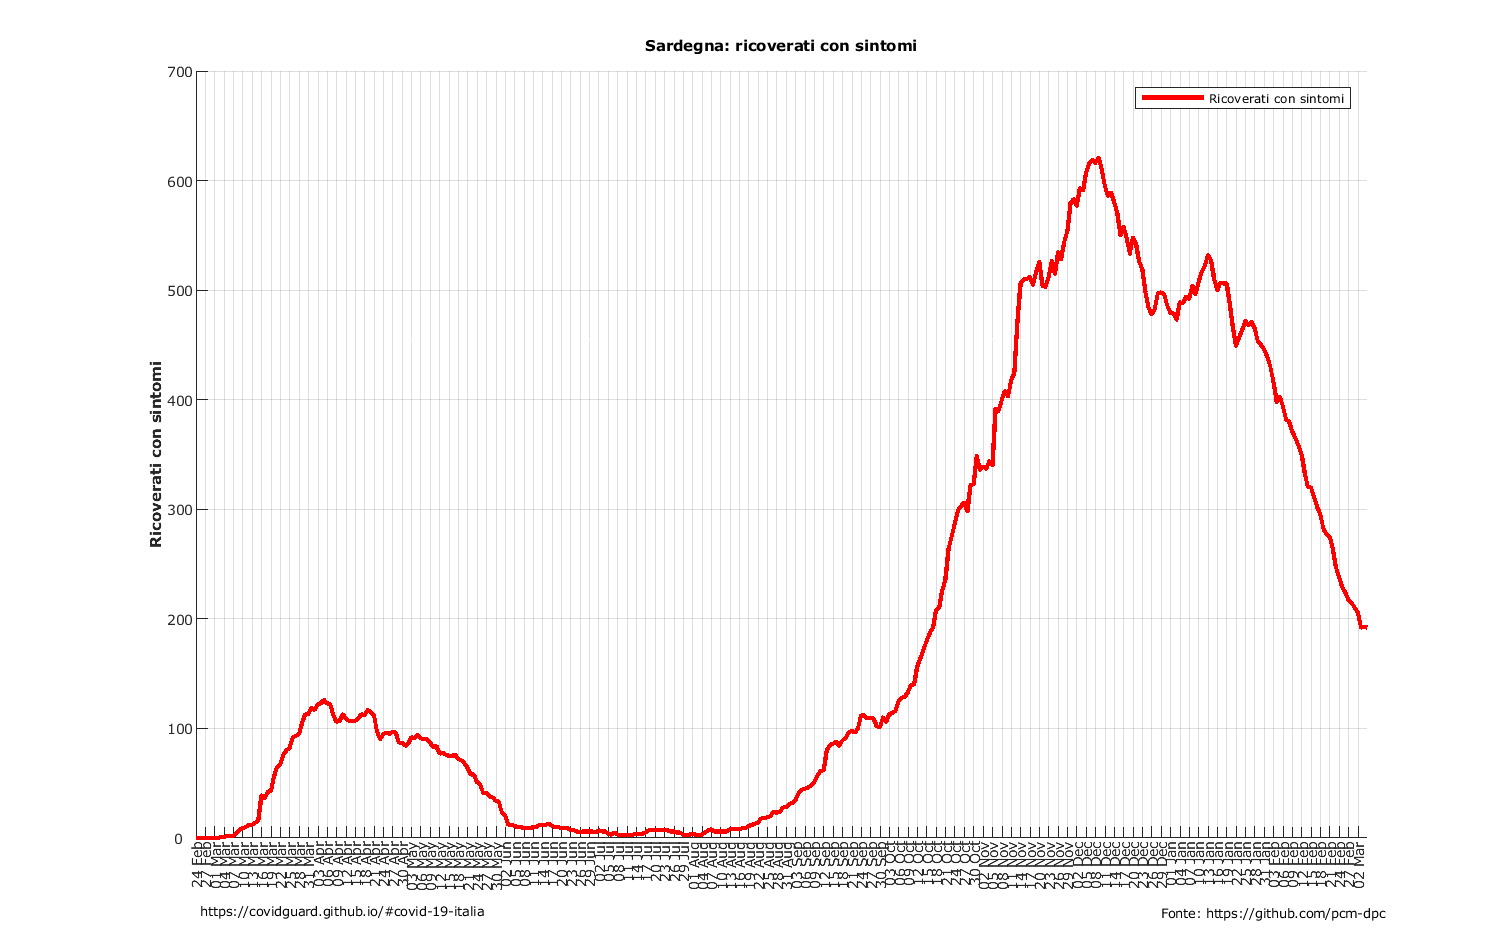 Sardegna: ricoverati con sintomi
Ricoverati con sintomi
Ricoverati con sintomi
700
600
500
400
300
200
100
0
24 Feb
27 Feb
01 Mar
04 Mar
07 Mar
10 Mar
13 Mar
16 Mar
19 Mar
22 Mar
25 Mar
28 Mar
31 Mar
03 Apr
06 Apr
09 Apr
12 Apr
15 Apr
18 Apr
21 Apr
24 Apr
27 Apr
30 Apr
03 May
06 May
09 May
12 May
15 May
18 May
21 May
24 May
27 May
30 May
02 Jun
05 Jun
08 Jun
11 Jun
14 Jun
17 Jun
20 Jun
23 Jun
26 Jun
29 Jun
02 Jul
05 Jul
08 Jul
11 Jul
14 Jul
17 Jul
20 Jul
23 Jul
26 Jul
29 Jul
01 Aug
04 Aug
07 Aug
10 Aug
13 Aug
16 Aug
19 Aug
22 Aug
25 Aug
28 Aug
31 Aug
03 Sep
06 Sep
09 Sep
12 Sep
15 Sep
18 Sep
21 Sep
24 Sep
27 Sep
30 Sep
03 Oct
06 Oct
09 Oct
12 Oct
15 Oct
18 Oct
21 Oct
24 Oct
27 Oct
30 Oct
02 Nov
05 Nov
08 Nov
11 Nov
14 Nov
17 Nov
20 Nov
23 Nov
26 Nov
29 Nov
02 Dec
05 Dec
08 Dec
11 Dec
14 Dec
17 Dec
20 Dec
23 Dec
26 Dec
29 Dec
01 Jan
04 Jan
07 Jan
10 Jan
13 Jan
16 Jan
19 Jan
22 Jan
25 Jan
28 Jan
31 Jan
03 Feb
06 Feb
09 Feb
12 Feb
15 Feb
18 Feb
21 Feb
24 Feb
27 Feb
02 Mar
https://covidguard.github.io/#covid-19-italia
Fonte: https://github.com/pcm-dpc